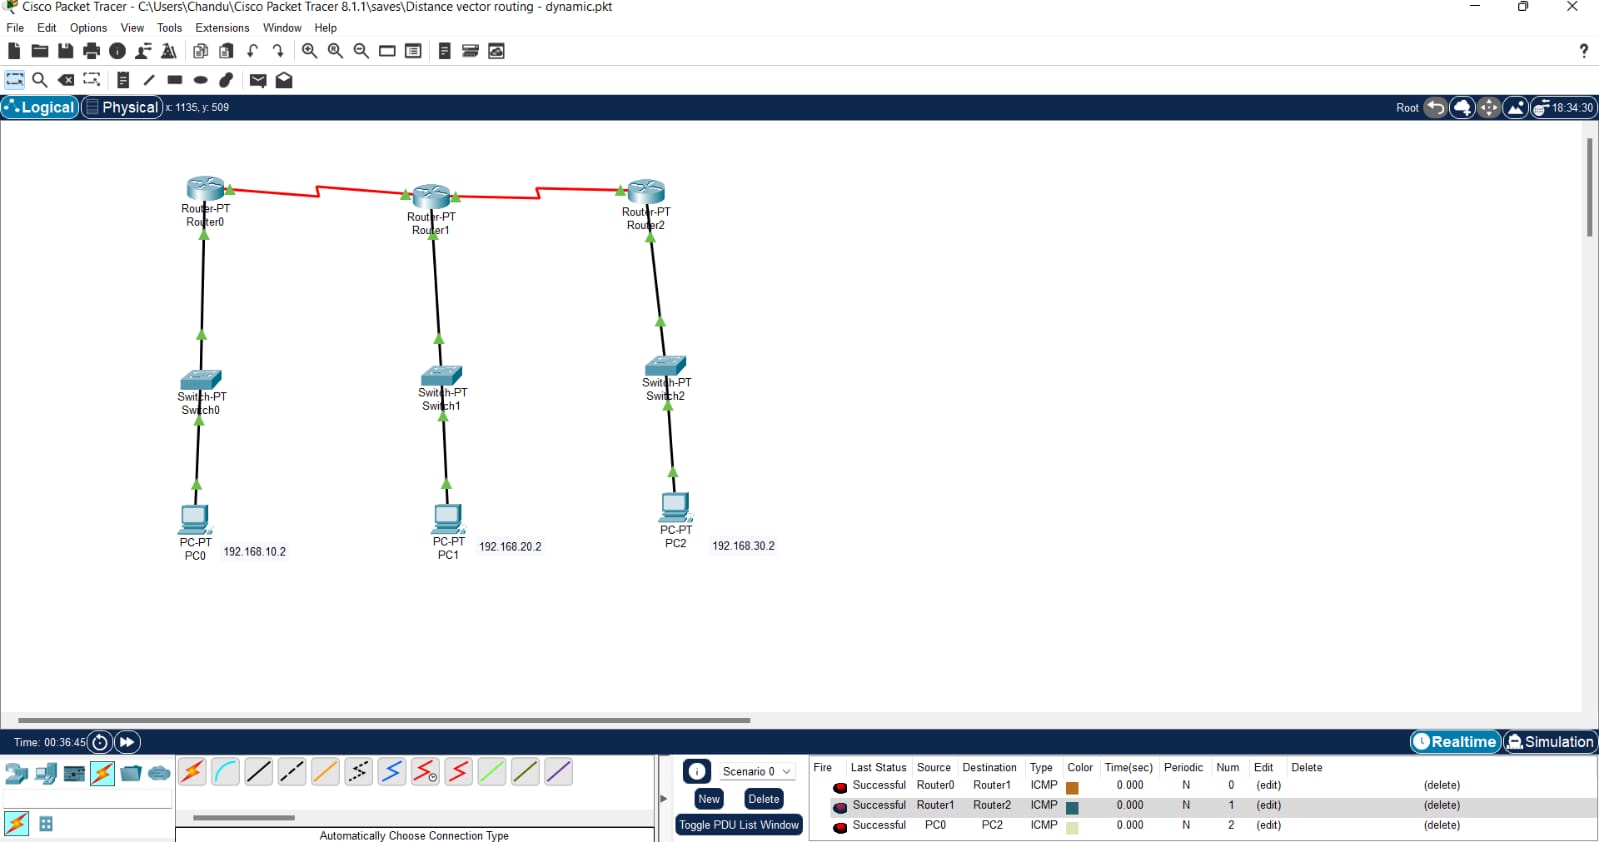 Cisco Packet Tracer - C:\Users\Chandu\Cisco Packet Tracer 8.1.1\saves\Distance vector routing - dynamic.pkt
File Edit Options View Tools Extensions Window Help
?
Logical Physical x: 1135, y: 509 Root 18:34:30
Router-PT
Router0
Router-PT
Router1
Router-PT
Router2
Switch-PT
Switch0
Switch-PT
Switch1
Switch-PT
Switch2
PC-PT
PC0
192.168.10.2
PC-PT
PC1
192.168.20.2
PC-PT
PC2
192.168.30.2
Time: 00:36:45 Realtime Simulation
Automatically Choose Connection Type
Scenario 0
New Delete
Toggle PDU List Window
Fire Last Status Source Destination Type Color Time(sec) Periodic Num Edit Delete
Successful Router0 Router1 ICMP 0.000 N 0 (edit) (delete)
Successful Router1 Router2 ICMP 0.000 N 1 (edit) (delete)
Successful PC0 PC2 ICMP 0.000 N 2 (edit) (delete)